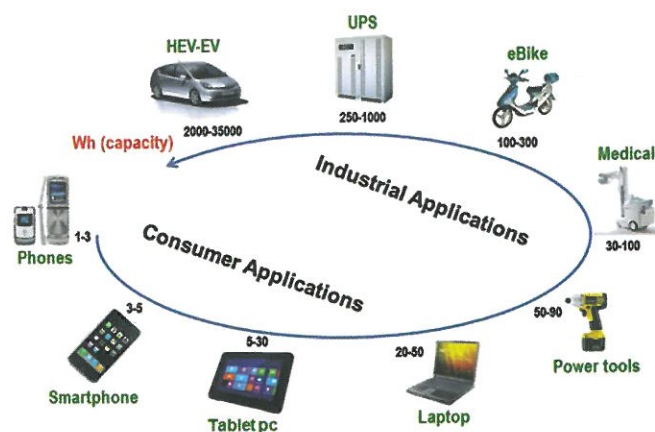 UPS
HEV-EV
eBike
2000-35000
250-1000
100-300
Wh (capacity)
Medical
Industrial Applications
30-100
1-3
Phones
Consumer Applications
3-5
50-90
5-30
20-50
Power tools
Smartphone
Tablet pc
Laptop